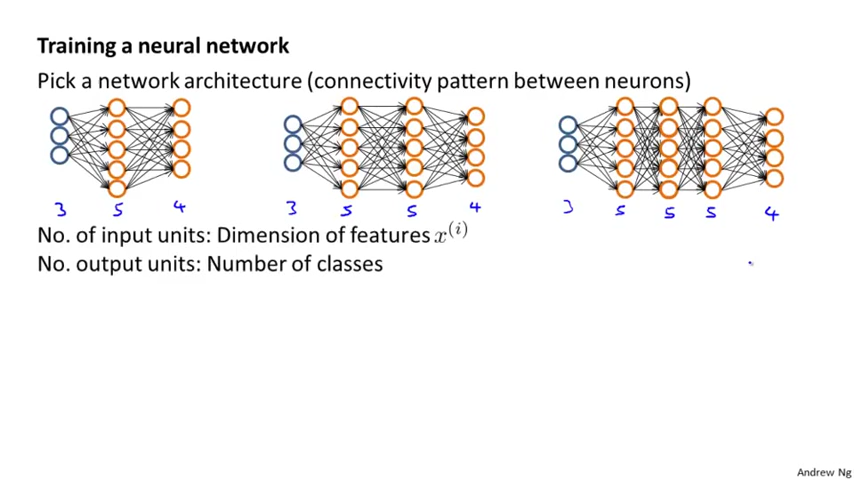 Training a neural network
Pick a network architecture (connectivity pattern between neurons)
3 5 4 3 5 5 4 3 5 5 5 4
No. of input units: Dimension of features x^{(i)}
No. output units: Number of classes
Andrew Ng